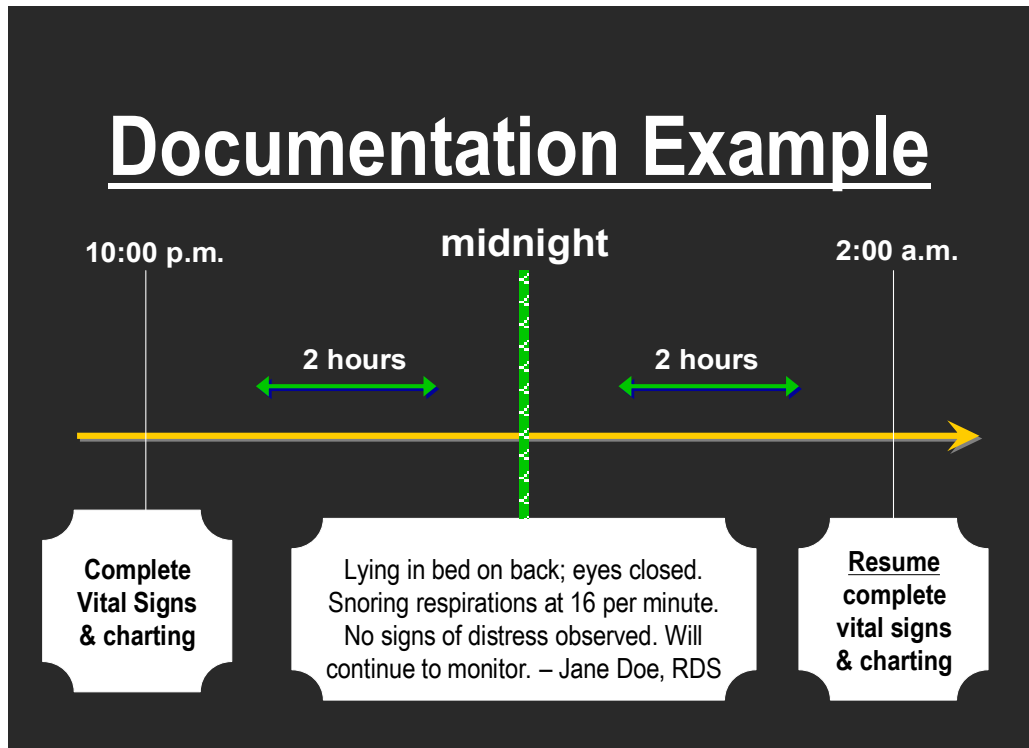 Documentation Example
10:00 p.m.
midnight
2:00 a.m.
2 hours
2 hours
Complete
Vital Signs
& charting
Lying in bed on back; eyes closed.
Snoring respirations at 16 per minute.
No signs of distress observed. Will
continue to monitor. – Jane Doe, RDS
Resume
complete
vital signs
& charting